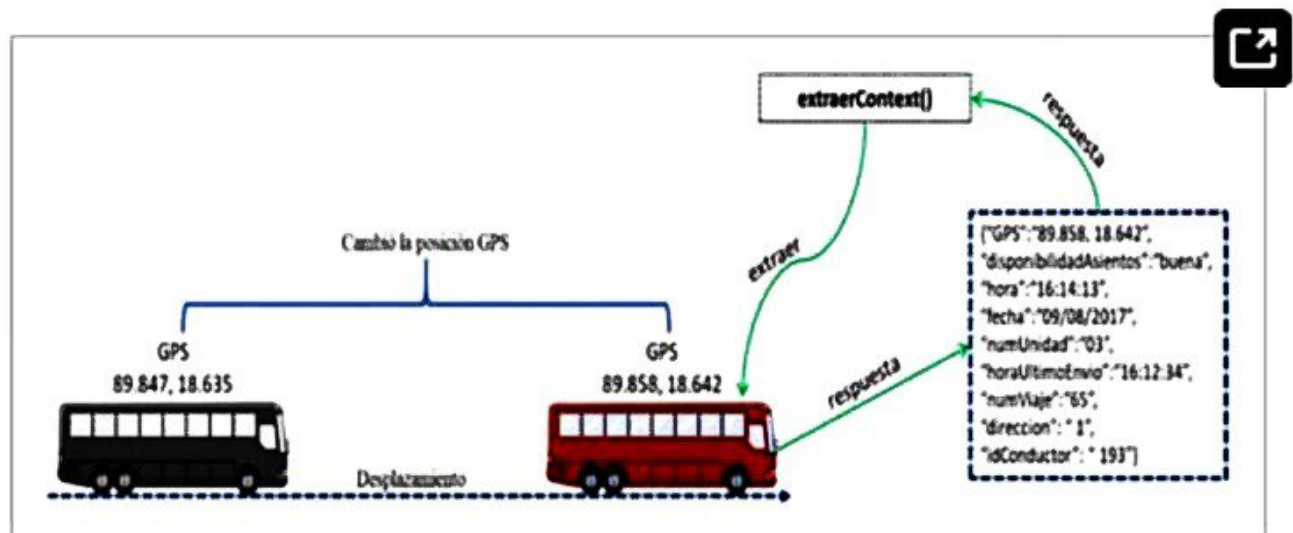 extraerContext()
respuesta
extraer
Cambió la posición GPS
GPS
89.847, 18.635
GPS
89.858, 18.642
respuesta
Desplazamiento
{"GPS":"89.858, 18.642",
"disponibilidadAsientos":"buena",
"hora":"16:14:13",
"fecha":"09/08/2017",
"numUnidad":"03",
"horaUltimoEnvio":"16:12:34",
"numViaje":"65",
"direccion": " 1",
"idConductor": " 193"}